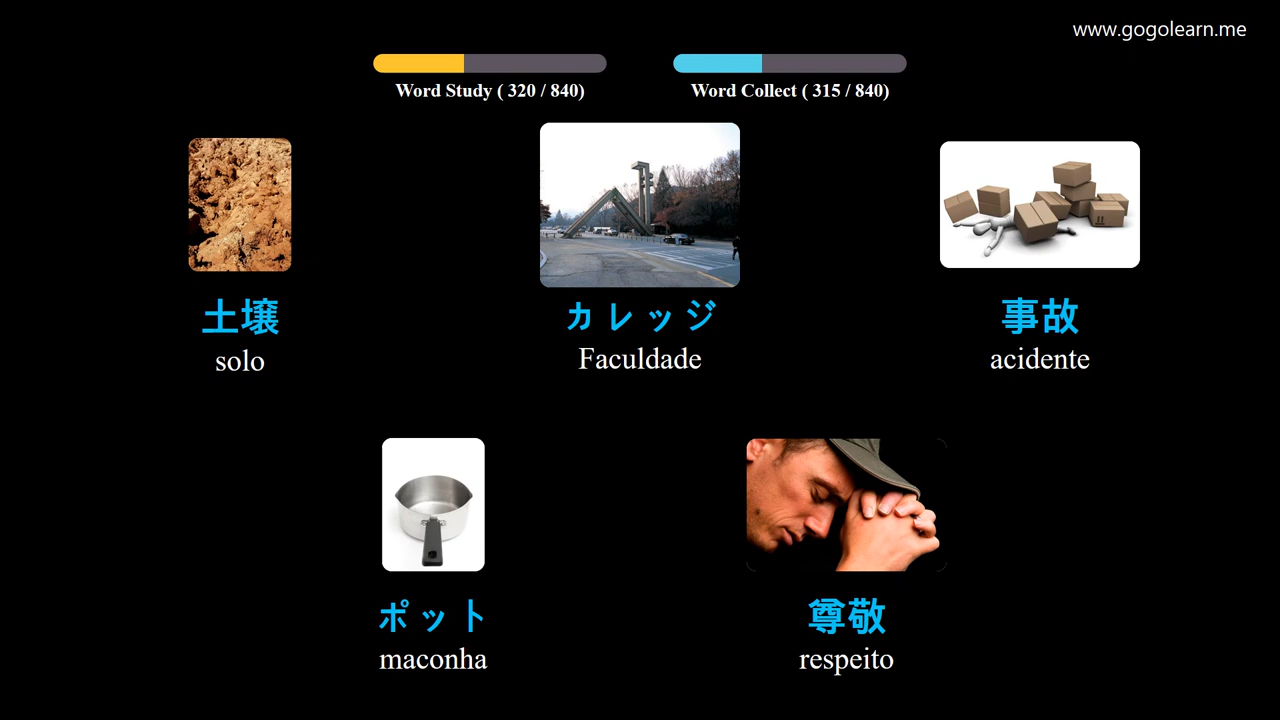 www.gogolearn.me
Word Study ( 320 / 840)
Word Collect ( 315 / 840)
土壌
solo
カレッジ
Faculdade
事故
acidente
ポット
maconha
尊敬
respeito